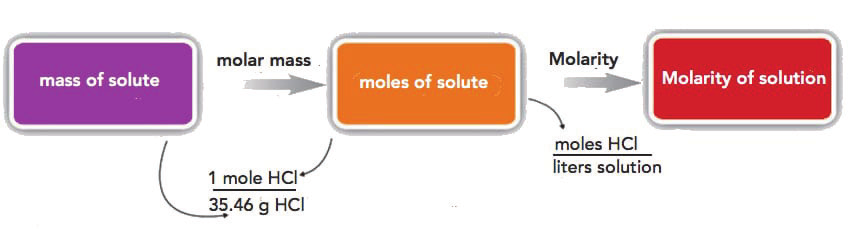 mass of solute
molar mass
moles of solute
Molarity
Molarity of solution
1 mole HCl
35.46 g HCl
moles HCl
liters solution